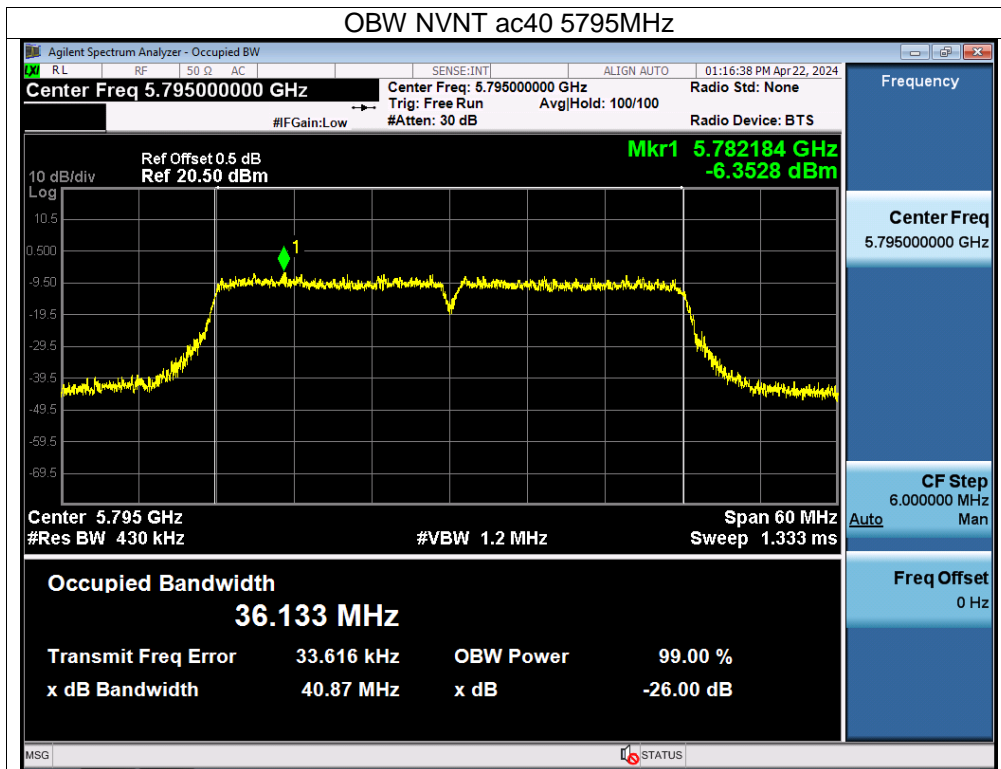 OBW NVNT ac40 5795MHz
Agilent Spectrum Analyzer - Occupied BW
LXI RL RF 50 Ω AC SENSE:INT ALIGN AUTO 01:16:38 PM Apr 22, 2024
Center Freq 5.795000000 GHz
Center Freq: 5.795000000 GHz Radio Std: None
Trig: Free Run Avg|Hold: 100/100
#IFGain:Low #Atten: 30 dB Radio Device: BTS
Frequency
Mkr1 5.782184 GHz
-6.3528 dBm
Ref Offset 0.5 dB
10 dB/div Ref 20.50 dBm
Log
10.5
0.500
-9.50
-19.5
-29.5
-39.5
-49.5
-59.5
-69.5
1
Center Freq
5.795000000 GHz
Center 5.795 GHz Span 60 MHz
#Res BW 430 kHz #VBW 1.2 MHz Sweep 1.333 ms
CF Step
6.000000 MHz
Auto Man
Occupied Bandwidth
36.133 MHz
Transmit Freq Error 33.616 kHz OBW Power 99.00 %
x dB Bandwidth 40.87 MHz x dB -26.00 dB
Freq Offset
0 Hz
MSG STATUS